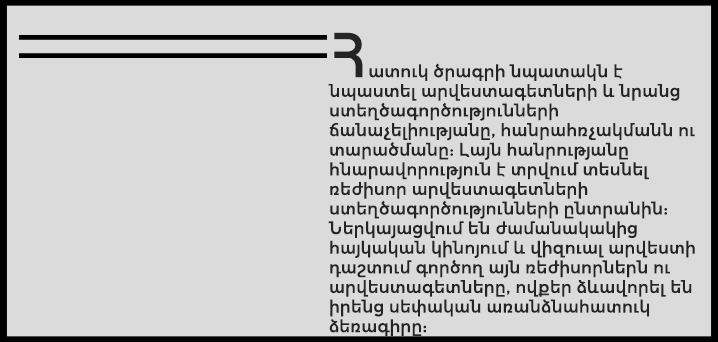 Հատուկ ծրագրի նպատակն է
նպաստել արվեստագետների և նրանց
ստեղծագործությունների
ճանաչելիությանը, հանրահռչակմանն ու
տարածմանը։ Լայն հանրությանը
հնարավորություն է տրվում տեսնել
ռեժիսոր արվեստագետների
ստեղծագործությունների ընտրանին։
Ներկայացվում են ժամանակակից
հայկական կինոյում և վիզուալ արվեստի
դաշտում գործող այն ռեժիսորներն ու
արվեստագետները, ովքեր ձևավորել են
իրենց սեփական առանձնահատուկ
ձեռագիրը։